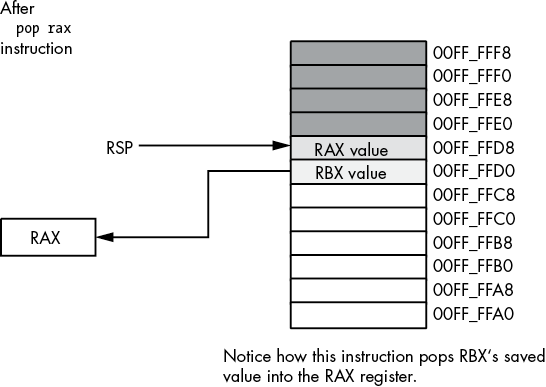 After
pop rax
instruction
00FF_FFF8
00FF_FFF0
00FF_FFE8
00FF_FFE0
RSP
RAX value
00FF_FFD8
RBX value
00FF_FFD0
00FF_FFC8
00FF_FFC0
RAX
00FF_FFB8
00FF_FFB0
00FF_FFA8
00FF_FFA0
Notice how this instruction pops RBX's saved
value into the RAX register.